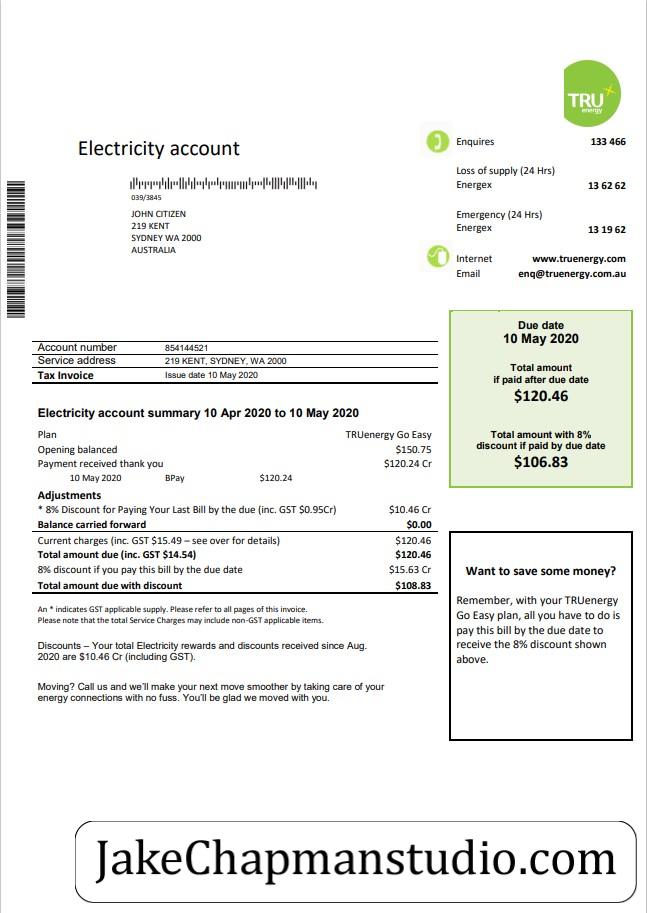 TRU
energy
Electricity account
Enquires 133 466
Loss of supply (24 Hrs)
Energex 13 62 62
Emergency (24 Hrs)
Energex 13 19 62
Internet www.truenergy.com
Email enq@truenergy.com.au
039/3845
JOHN CITIZEN
219 KENT
SYDNEY WA 2000
AUSTRALIA
Account number 854144521
Service address 219 KENT, SYDNEY, WA 2000
Tax Invoice Issue date 10 May 2020
Due date
10 May 2020
Total amount
if paid after due date
$120.46
Total amount with 8%
discount if paid by due date
$106.83
Electricity account summary 10 Apr 2020 to 10 May 2020
Plan TRUenergy Go Easy
Opening balanced $150.75
Payment received thank you $120.24 Cr
10 May 2020 BPay $120.24
Adjustments
* 8% Discount for Paying Your Last Bill by the due (inc. GST $0.95Cr) $10.46 Cr
Balance carried forward $0.00
Current charges (inc. GST $15.49 – see over for details) $120.46
Total amount due (inc. GST $14.54) $120.46
8% discount if you pay this bill by the due date $15.63 Cr
Total amount due with discount $108.83
An * indicates GST applicable supply. Please refer to all pages of this invoice.
Please note that the total Service Charges may include non-GST applicable items.
Discounts – Your total Electricity rewards and discounts received since Aug.
2020 are $10.46 Cr (including GST).
Moving? Call us and we'll make your next move smoother by taking care of your
energy connections with no fuss. You'll be glad we moved with you.
Want to save some money?
Remember, with your TRUenergy
Go Easy plan, all you have to do is
pay this bill by the due date to
receive the 8% discount shown
above.
JakeChapmanstudio.com